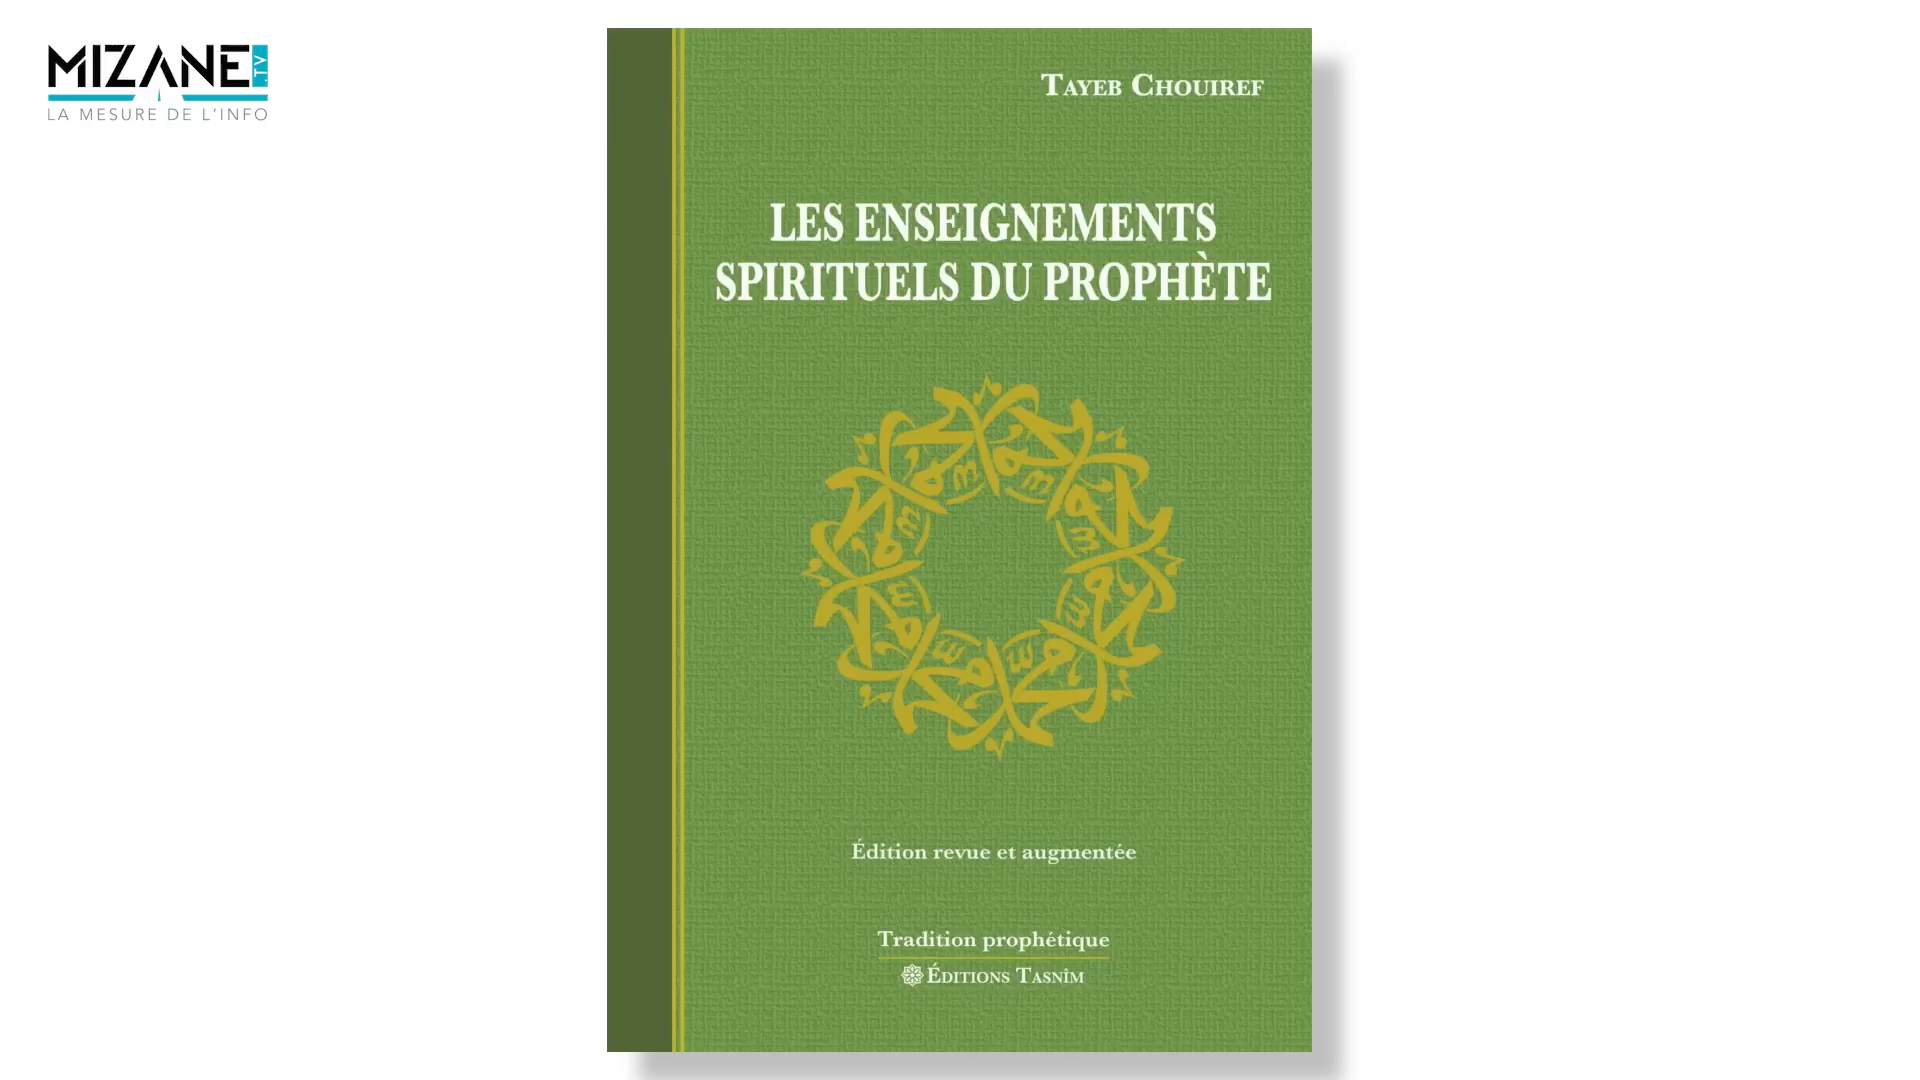 MIZANE.TV
LA MESURE DE L'INFO
TAYEB CHOUIREF
LES ENSEIGNEMENTS
SPIRITUELS DU PROPHÈTE
Édition revue et augmentée
Tradition prophétique
ÉDITIONS TASNÎM